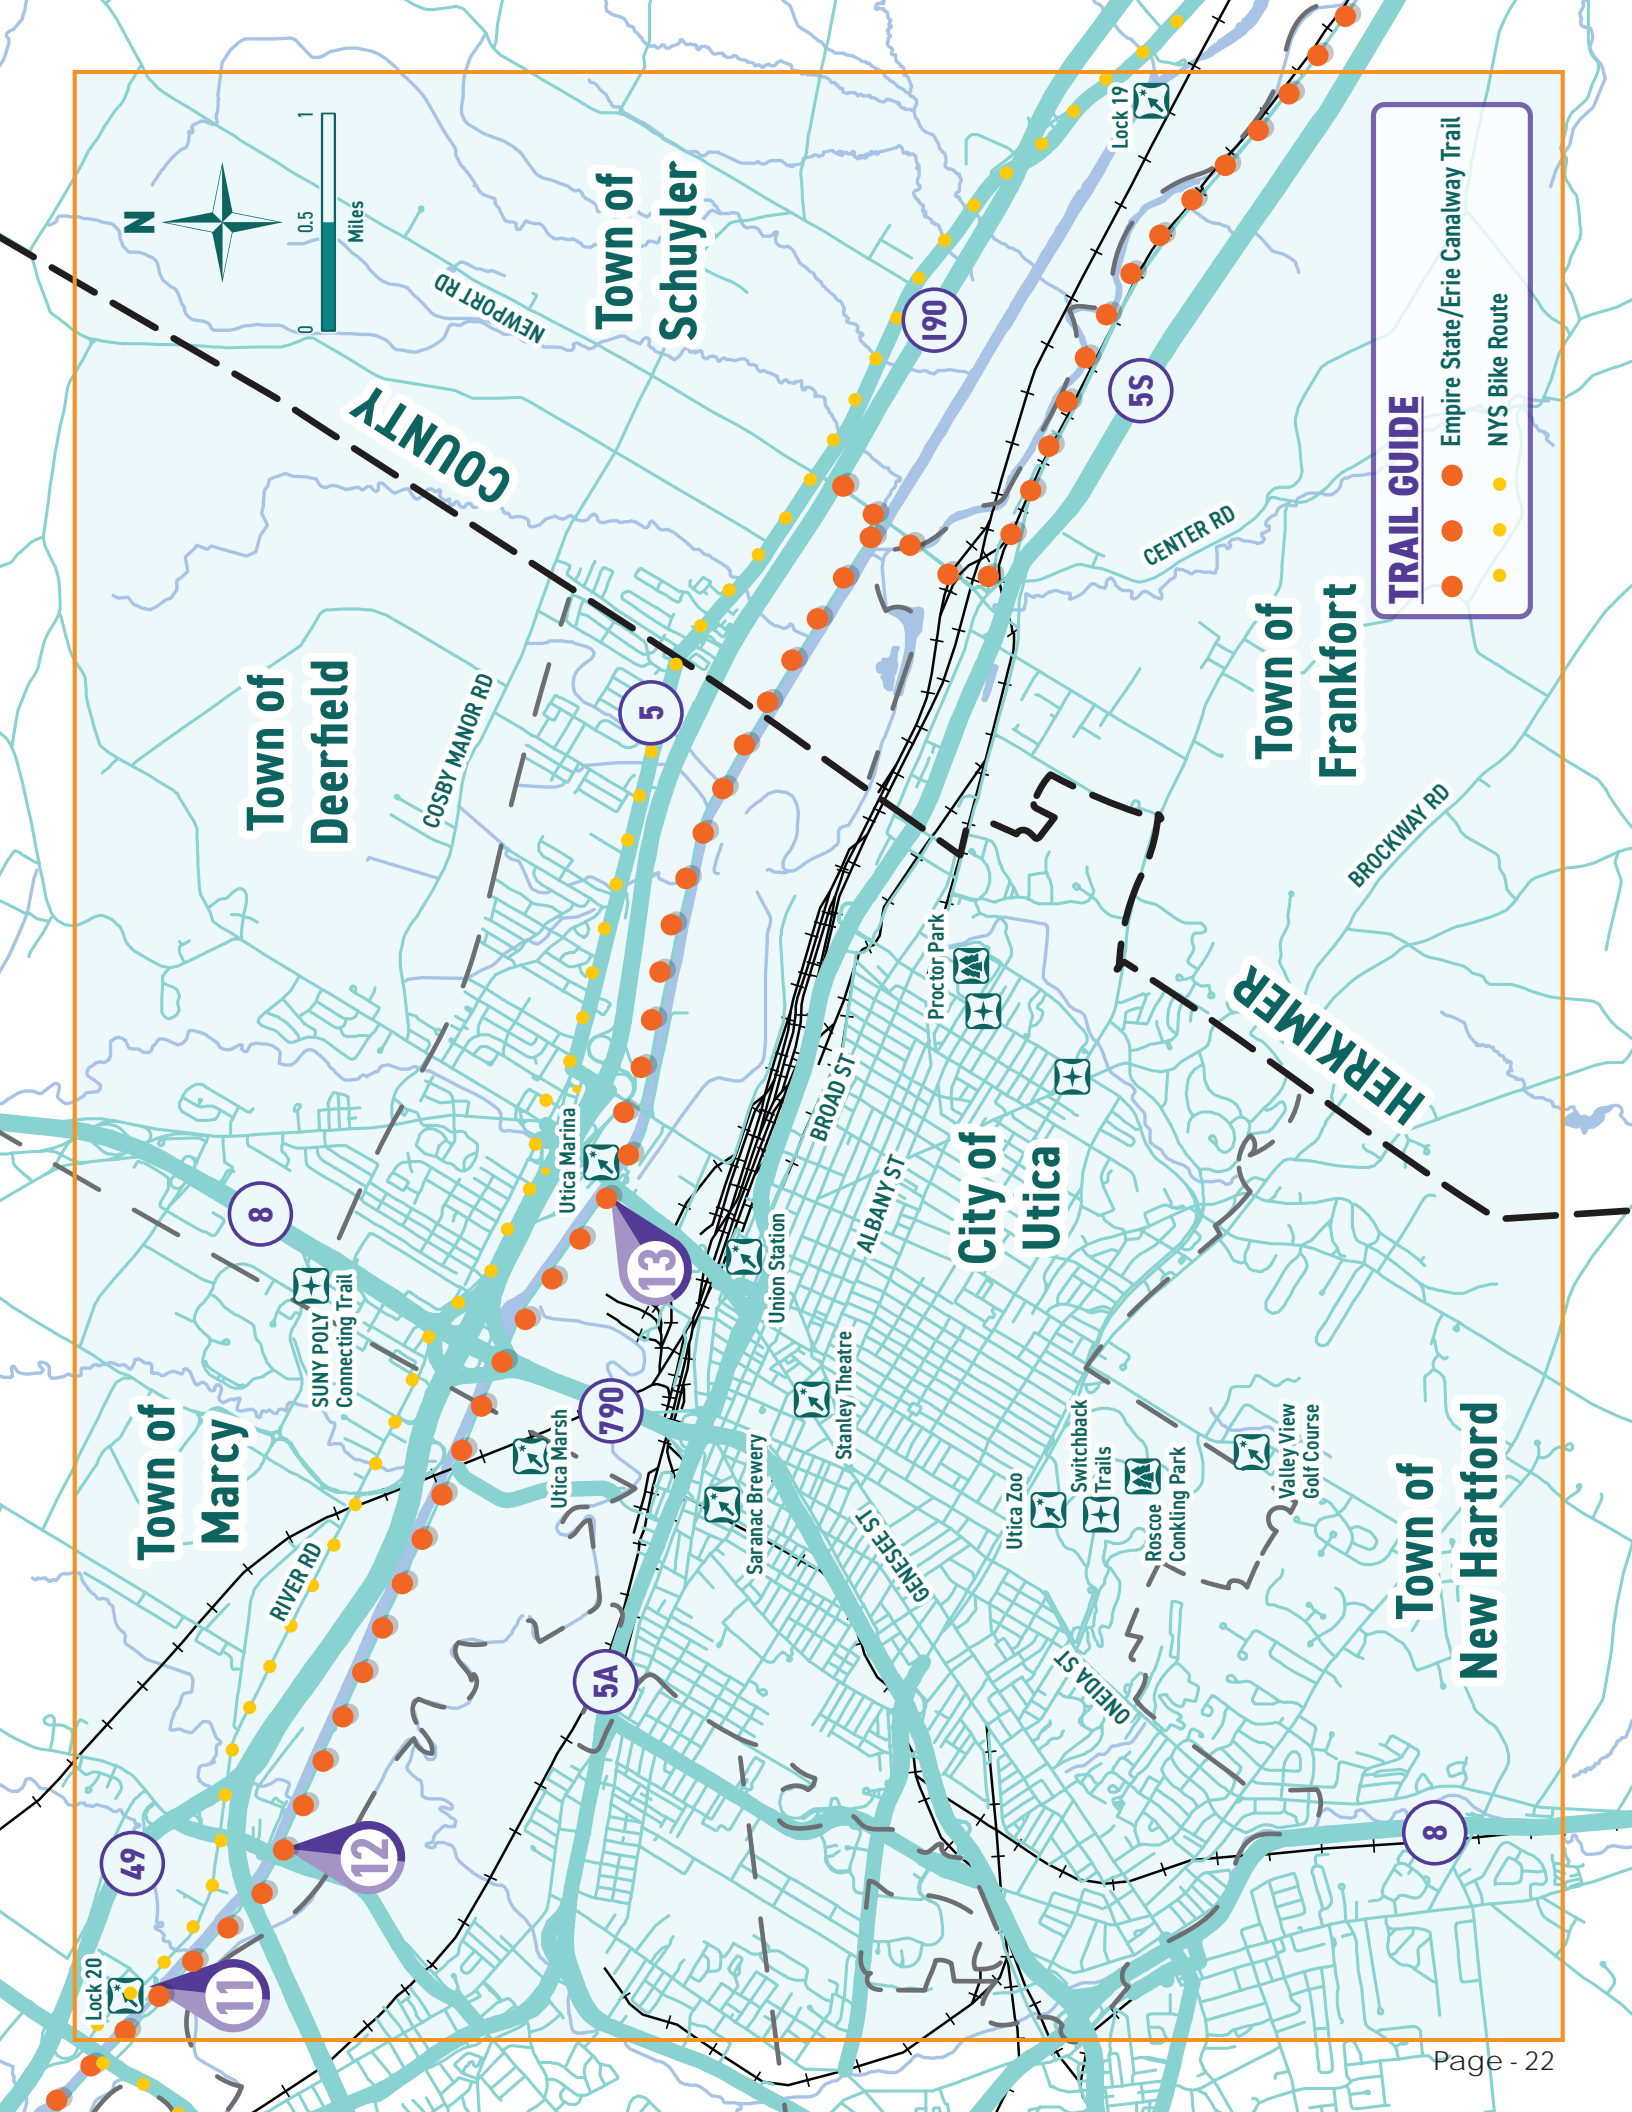 N
0
0.5
1
Miles
Town of
Marcy
Town of
Deerfield
Town of
Schuyler
NEWPORT RD
COUNTY
COSBY MANOR RD
8
SUNY POLY
Connecting Trail
RIVER RD
49
Lock 20
11
12
Utica Marsh
790
13
Utica Marina
5
I90
Lock 19
5S
5A
Saranac Brewery
Union Station
Stanley Theatre
BROAD ST
ALBANY ST
GENESEE ST
City of
Utica
Proctor Park
CENTER RD
Town of
Frankfort
BROCKWAY RD
HERKIMER
Utica Zoo
Switchback
Trails
Roscoe
Conkling Park
Valley View
Golf Course
ONEIDA ST
Town of
New Hartford
8
TRAIL GUIDE
Empire State/Erie Canalway Trail
NYS Bike Route
Page - 22